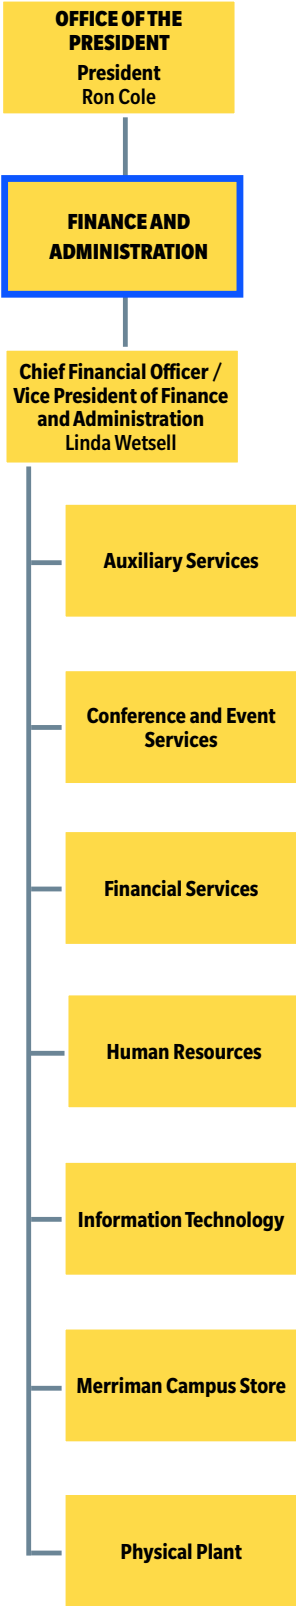 OFFICE OF THE
PRESIDENT
President
Ron Cole
FINANCE AND
ADMINISTRATION
Chief Financial Officer /
Vice President of Finance
and Administration
Linda Wetsell
Auxiliary Services
Conference and Event
Services
Financial Services
Human Resources
Information Technology
Merriman Campus Store
Physical Plant